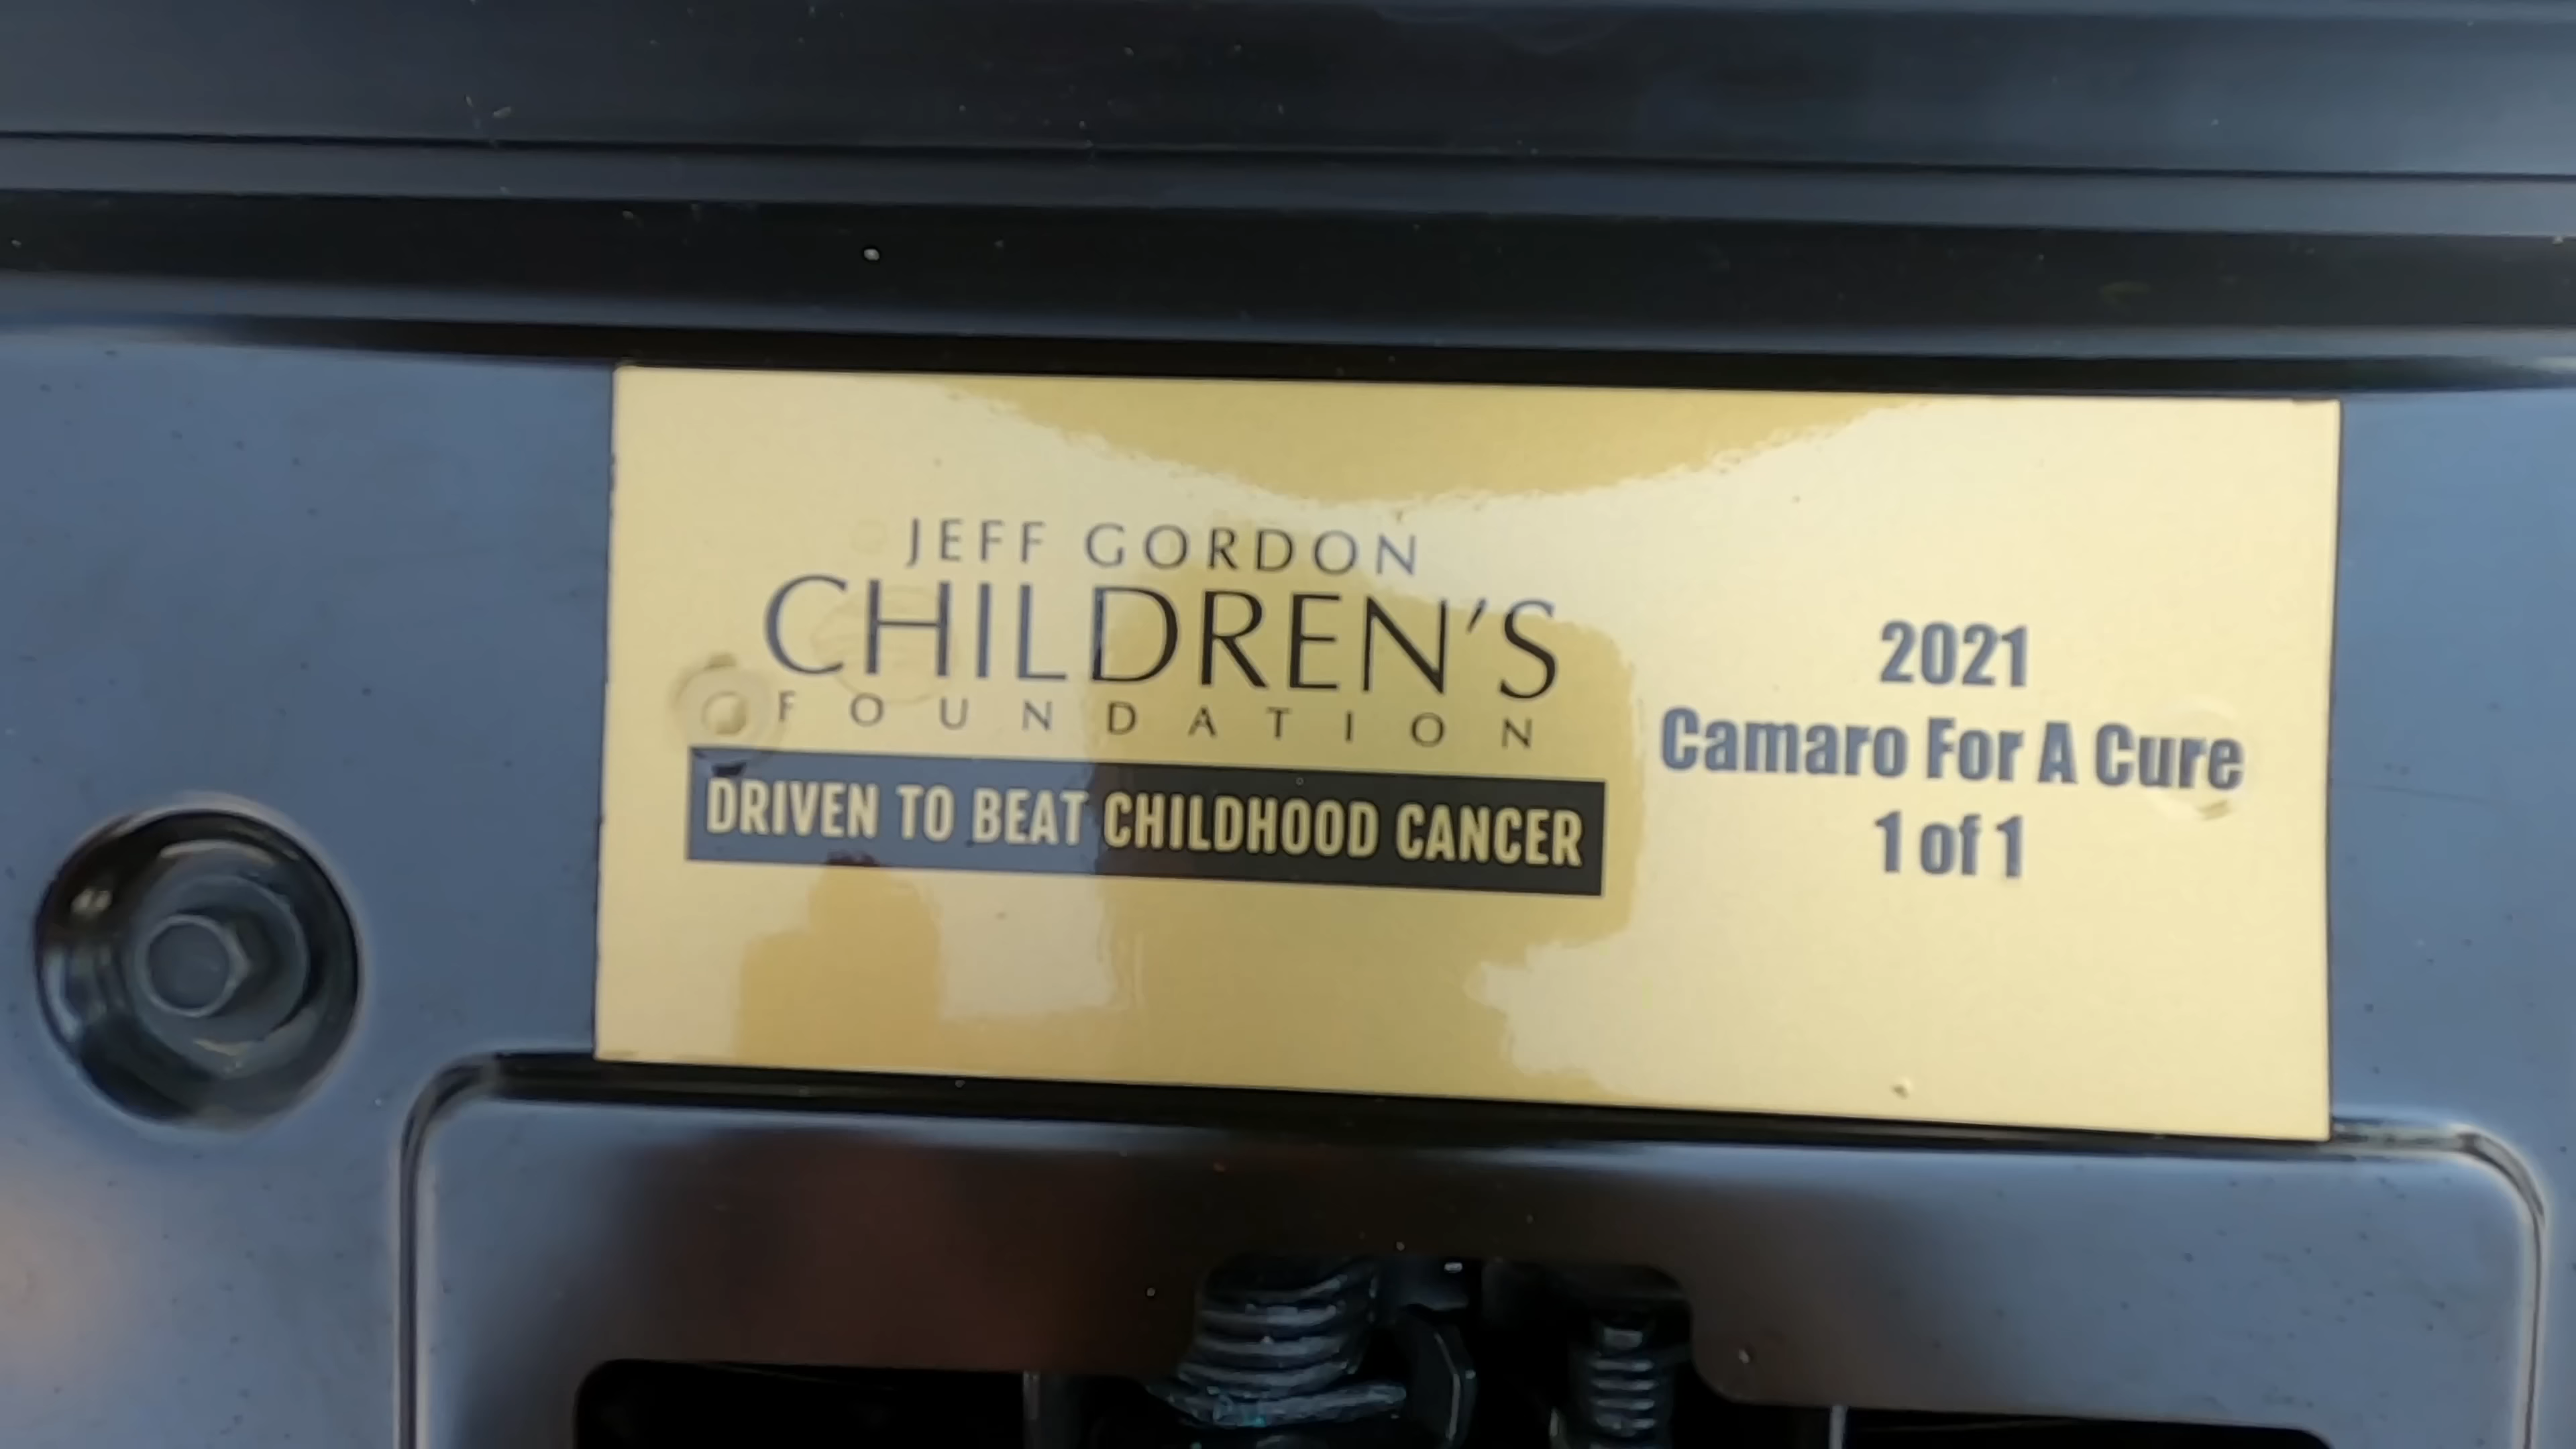 JEFF GORDON
CHILDREN'S
FOUNDATION
DRIVEN TO BEAT CHILDHOOD CANCER
2021
Camaro For A Cure
1 of 1